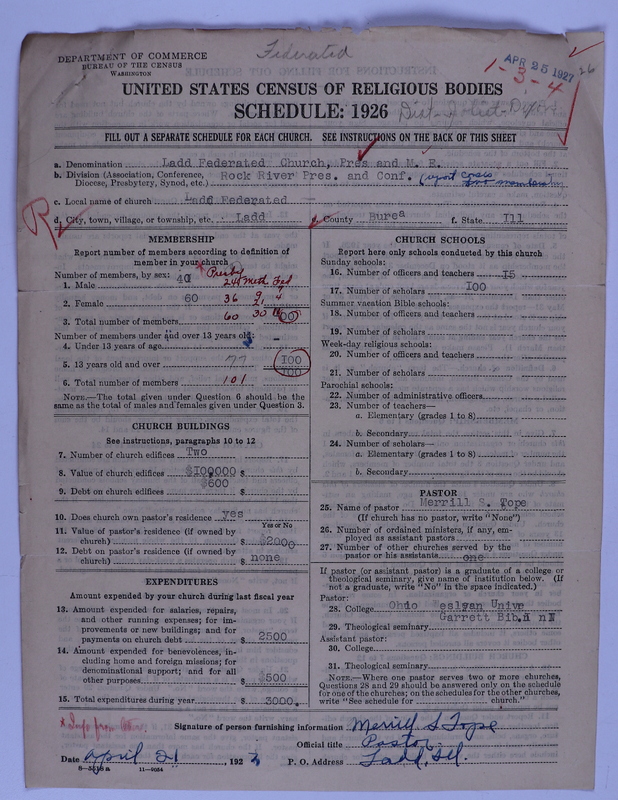 DEPARTMENT OF COMMERCE
BUREAU OF THE CENSUS
WASHINGTON
Federated
APR 25 1927
1-3-4
26
UNITED STATES CENSUS OF RELIGIOUS BODIES
SCHEDULE: 1926
Dist-Joliet-Dixon
FILL OUT A SEPARATE SCHEDULE FOR EACH CHURCH. SEE INSTRUCTIONS ON THE BACK OF THIS SHEET
a. Denomination Ladd Federated Church, Pres and M. E.
b. Division (Association, Conference, Diocese, Presbytery, Synod, etc.) Rock River Pres. and Conf.
c. Local name of church Ladd Federated
d. City, town, village, or township, etc. Ladd e. County Burea f. State Ill
R
MEMBERSHIP
Report number of members according to definition of member in your church
Number of members, by sex:
* Presby Meth Fed
1. Male 40 24 9
2. Female 60 36 21 4
3. Total number of members 60 30 100
Number of members under and over 13 years old:
4. Under 13 years of age -
5. 13 years old and over 77 100
100
6. Total number of members 101
NOTE.—The total given under Question 6 should be the same as the total of males and females given under Question 3.
CHURCH BUILDINGS
See instructions, paragraphs 10 to 12
7. Number of church edifices Two
8. Value of church edifices $10000 $
9. Debt on church edifices $600 $
10. Does church own pastor's residence yes
Yes or No
11. Value of pastor's residence (if owned by church) $ $2000
12. Debt on pastor's residence (if owned by church) $ none
EXPENDITURES
Amount expended by your church during last fiscal year
13. Amount expended for salaries, repairs, and other running expenses; for improvements or new buildings; and for payments on church debt $ 2500
14. Amount expended for benevolences, including home and foreign missions; for denominational support; and for all other purposes $ $500
15. Total expenditures during year $ 3000.
CHURCH SCHOOLS
Report here only schools conducted by this church
Sunday schools:
16. Number of officers and teachers 15
17. Number of scholars 100
Summer vacation Bible schools:
18. Number of officers and teachers
19. Number of scholars
Week-day religious schools:
20. Number of officers and teachers
21. Number of scholars
Parochial schools:
22. Number of administrative officers
23. Number of teachers—
a. Elementary (grades 1 to 8)
b. Secondary
24. Number of scholars—
a. Elementary (grades 1 to 8)
b. Secondary
PASTOR
25. Name of pastor Merrill S. Tope
(If church has no pastor, write "None")
26. Number of ordained ministers, if any, employed as assistant pastors
27. Number of other churches served by the pastor or his assistants one
If pastor (or assistant pastor) is a graduate of a college or theological seminary, give name of institution below. (If not a graduate, write "No" in the space indicated.)
Pastor:
28. College Ohio Weslyan Unive
29. Theological seminary Garrett Bib.
Assistant pastor:
30. College
31. Theological seminary
NOTE.—Where one pastor serves two or more churches, Questions 28 and 29 should be answered only on the schedule for one of the churches; on the schedules for the other churches, write "See schedule for church."
* Info from
Signature of person furnishing information Merrill S Tope
Official title Pastor
Date April 21, 1927 P. O. Address Ladd, Ill.
8—5518a 11—9054